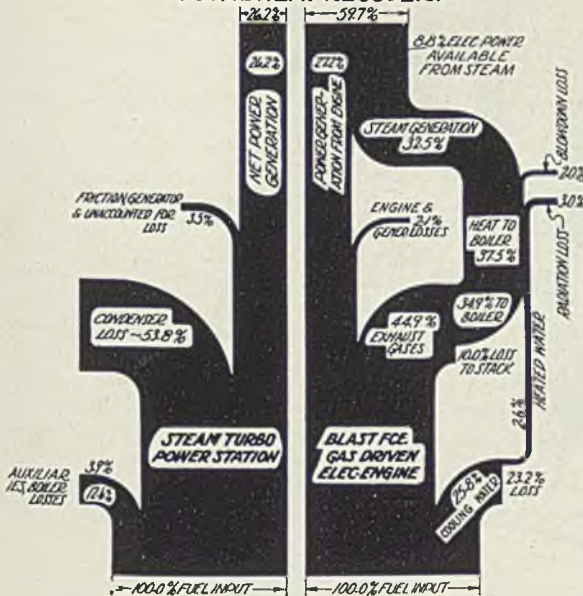 26.2%
59.7%
8.8% ELEC POWER
AVAILABLE
FROM STEAM
26.2%
27.2%
NET POWER
GENERATION
POWER GENER-
ATION FROM ENGINE
STEAM GENERATION
32.5%
BLOWDOWN LOSS
2.0%
3.0%
RADIATION LOSS
FRICTION, GENERATOR
& UNACCOUNTED FOR
LOSS
3.5%
ENGINE &
2.1%
GENER LOSSES
HEAT TO
BOILER
37.5%
CONDENSER
LOSS - 53.8%
44.9%
EXHAUST
GASES
34.9% TO
BOILER
10.0% LOSS
TO STACK
HEATED WATER
2.6%
STEAM TURBO
POWER STATION
BLAST FCE.
GAS DRIVEN
ELEC-ENGINE
AUXILIAR
IES, BOILER
LOSSES
3.9%
12.6%
25.8%
COOLING WATER
23.2%
LOSS
100.0% FUEL INPUT
100.0% FUEL INPUT